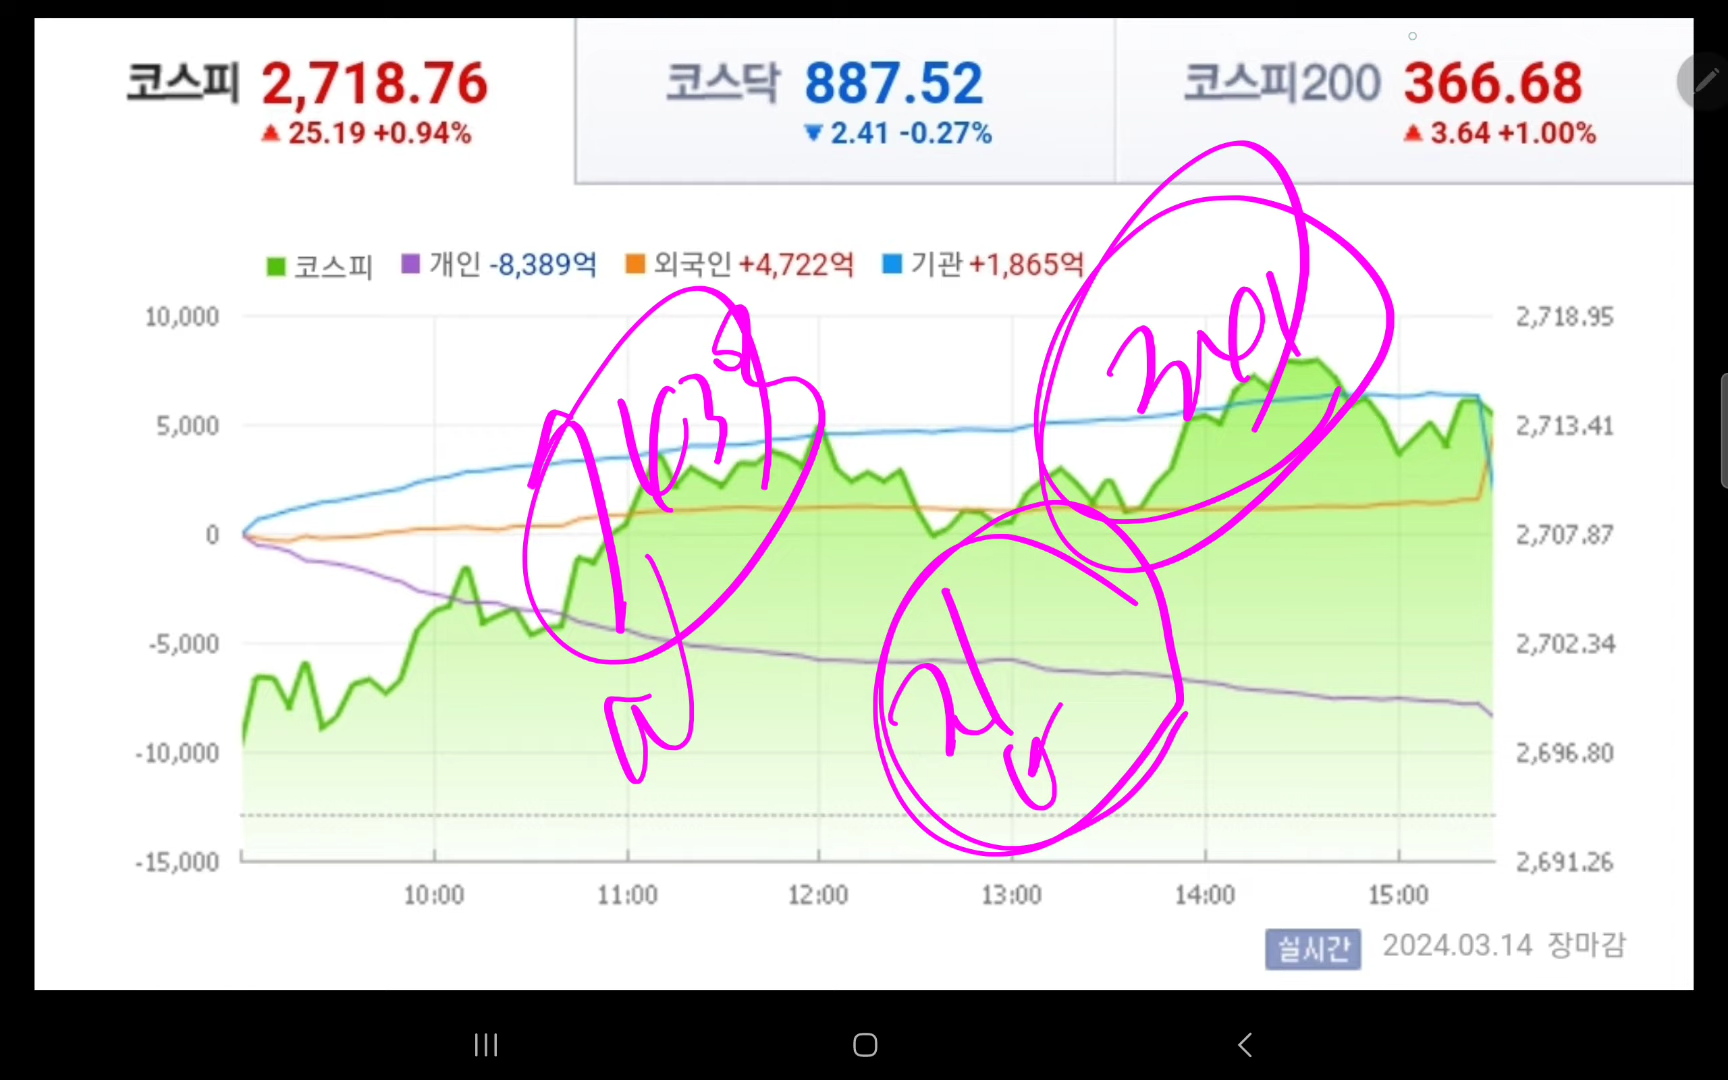 코스피 2,718.76
▲ 25.19 +0.94%
코스닥 887.52
▼ 2.41 -0.27%
코스피200 366.68
▲ 3.64 +1.00%
코스피 개인 -8,389억 외국인 +4,722억 기관 +1,865억
10,000 2,718.95
5,000 2,713.41
0 2,707.87
-5,000 2,702.34
-10,000 2,696.80
-15,000 2,691.26
10:00 11:00 12:00 13:00 14:00 15:00
실시간 2024.03.14 장마감